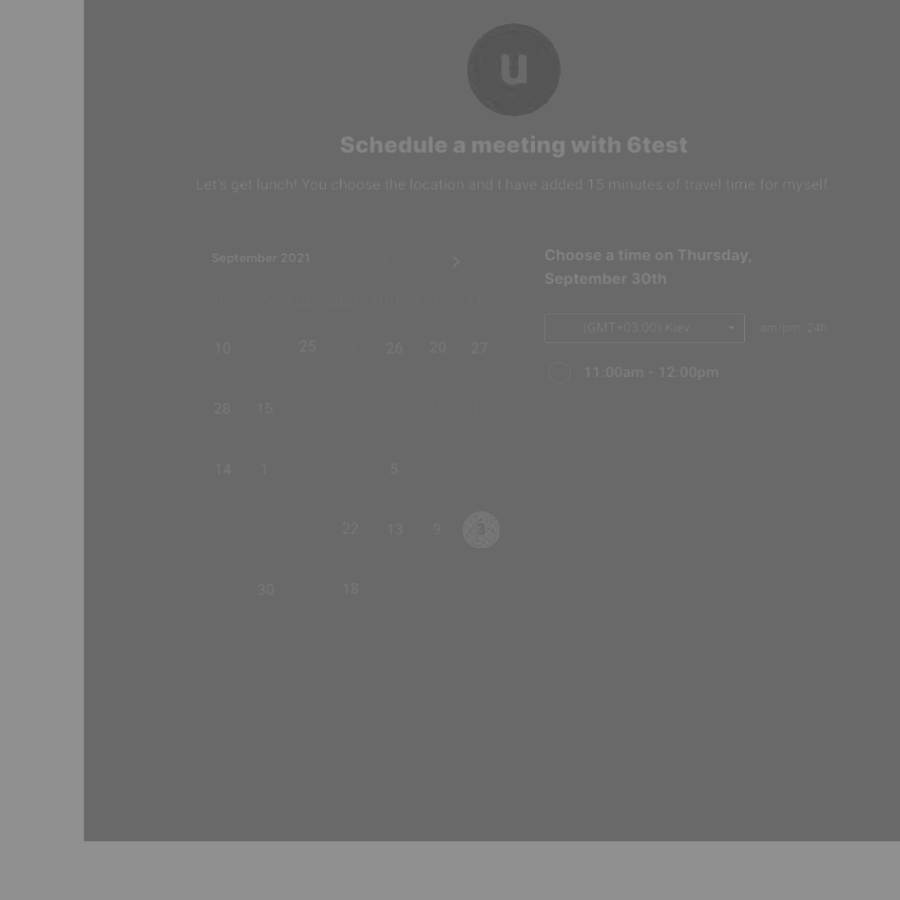 u
Schedule a meeting with 6test
Let's get lunch! You choose the location and I have added 15 minutes of travel time for myself.
September 2021
10 25 26 20 27
28 15
14 1 5
22 13 9 3
30 18
Choose a time on Thursday,
September 30th
(GMT+03:00) Kiev
am/pm 24h
11:00am - 12:00pm